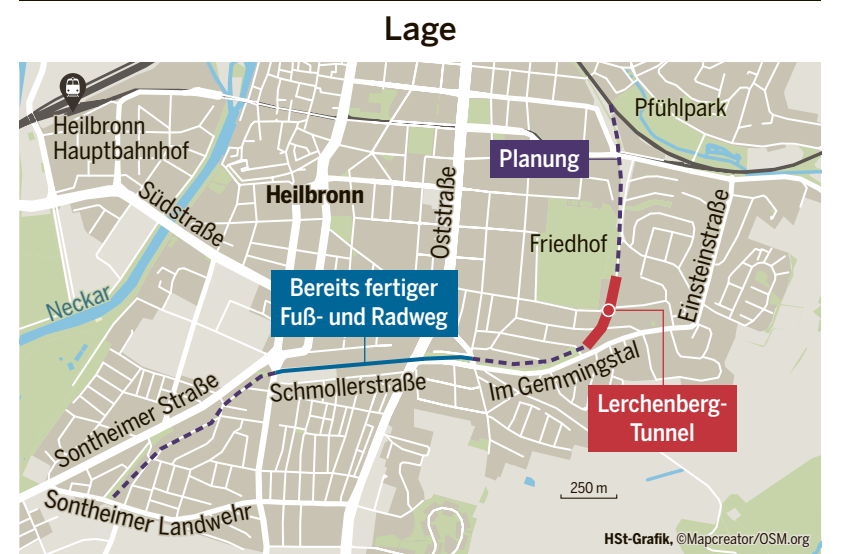 Lage
Pfühlpark
Heilbronn
Hauptbahnhof
Planung
Südstraße
Heilbronn
Oststraße
Friedhof
Einsteinstraße
Neckar
Bereits fertiger
Fuß- und Radweg
Schmollerstraße
Im Gemmingstal
Sontheimer Straße
Lerchenberg-
Tunnel
Sontheimer Landwehr
250 m
HSt-Grafik, ©Mapcreator/OSM.org